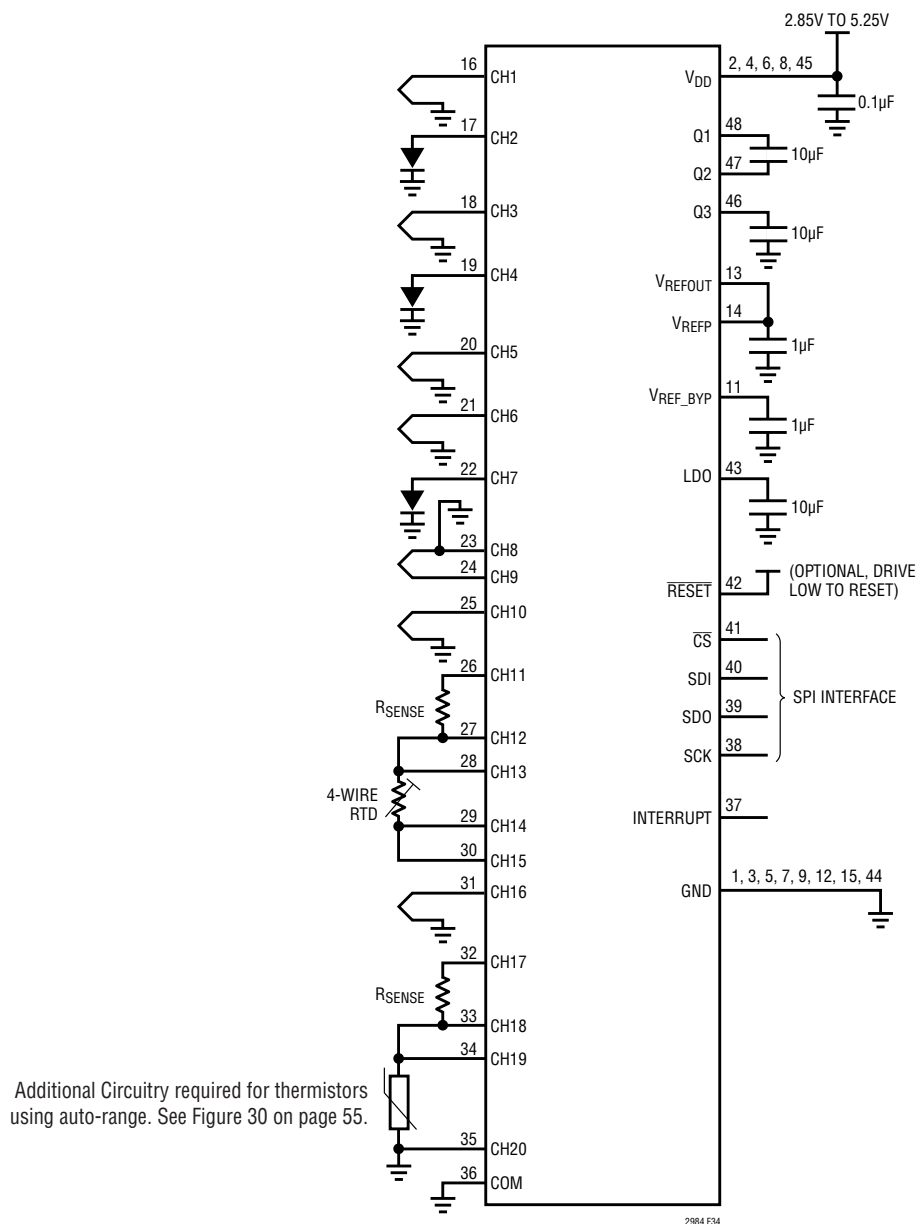 2.85V TO 5.25V
16 CH1
17 CH2
18 CH3
19 CH4
20 CH5
21 CH6
22 CH7
23 CH8
24 CH9
25 CH10
26 CH11
RSENSE
27 CH12
28 CH13
4-WIRE
RTD
29 CH14
30 CH15
31 CH16
32 CH17
RSENSE
33 CH18
34 CH19
Additional Circuitry required for thermistors
using auto-range. See Figure 30 on page 55.
35 CH20
36 COM
VDD 2, 4, 6, 8, 45
0.1µF
Q1 48
10µF
Q2 47
Q3 46
10µF
VREFOUT 13
VREFP 14
1µF
VREF_BYP 11
1µF
LDO 43
10µF
RESET 42
(OPTIONAL, DRIVE
LOW TO RESET)
CS 41
SDI 40
SPI INTERFACE
SDO 39
SCK 38
INTERRUPT 37
GND 1, 3, 5, 7, 9, 12, 15, 44
2984 F34